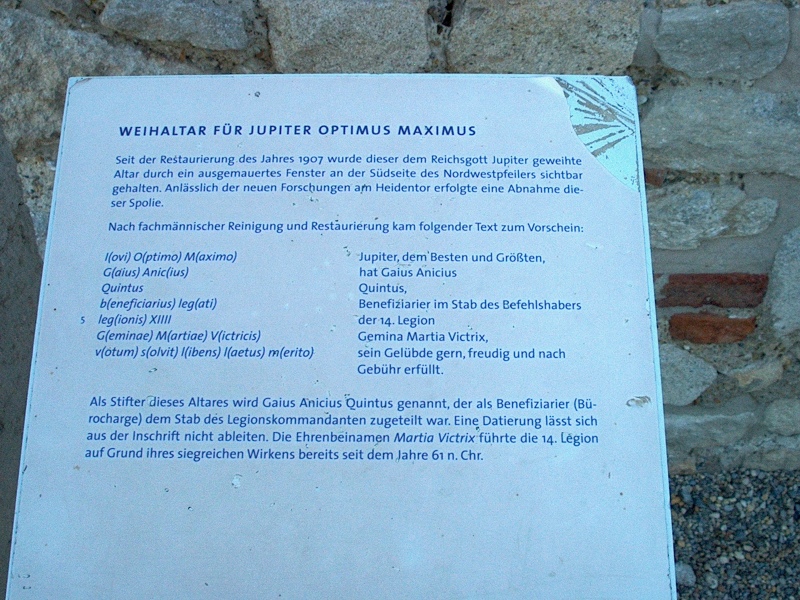 WEIHALTAR FÜR JUPITER OPTIMUS MAXIMUS
Seit der Restaurierung des Jahres 1907 wurde dieser dem Reichsgott Jupiter geweihte
Altar durch ein ausgemauertes Fenster an der Südseite des Nordwestpfeilers sichtbar
gehalten. Anlässlich der neuen Forschungen am Heidentor erfolgte eine Abnahme die-
ser Spolie.
Nach fachmännischer Reinigung und Restaurierung kam folgender Text zum Vorschein:
I(ovi) O(ptimo) M(aximo)
G(aius) Anic(ius)
Quintus
b(eneficiarius) leg(ati)
5 leg(ionis) XIIII
G(eminae) M(artiae) V(ictricis)
v(otum) s(olvit) l(ibens) l(aetus) m(erito)
Jupiter, dem Besten und Größten,
hat Gaius Anicius
Quintus,
Benefiziarier im Stab des Befehlshabers
der 14. Legion
Gemina Martia Victrix,
sein Gelübde gern, freudig und nach
Gebühr erfüllt.
Als Stifter dieses Altares wird Gaius Anicius Quintus genannt, der als Benefiziarier (Bü-
rocharge) dem Stab des Legionskommandanten zugeteilt war. Eine Datierung lässt sich
aus der Inschrift nicht ableiten. Die Ehrenbeinamen Martia Victrix führte die 14. Legion
auf Grund ihres siegreichen Wirkens bereits seit dem Jahre 61 n. Chr.